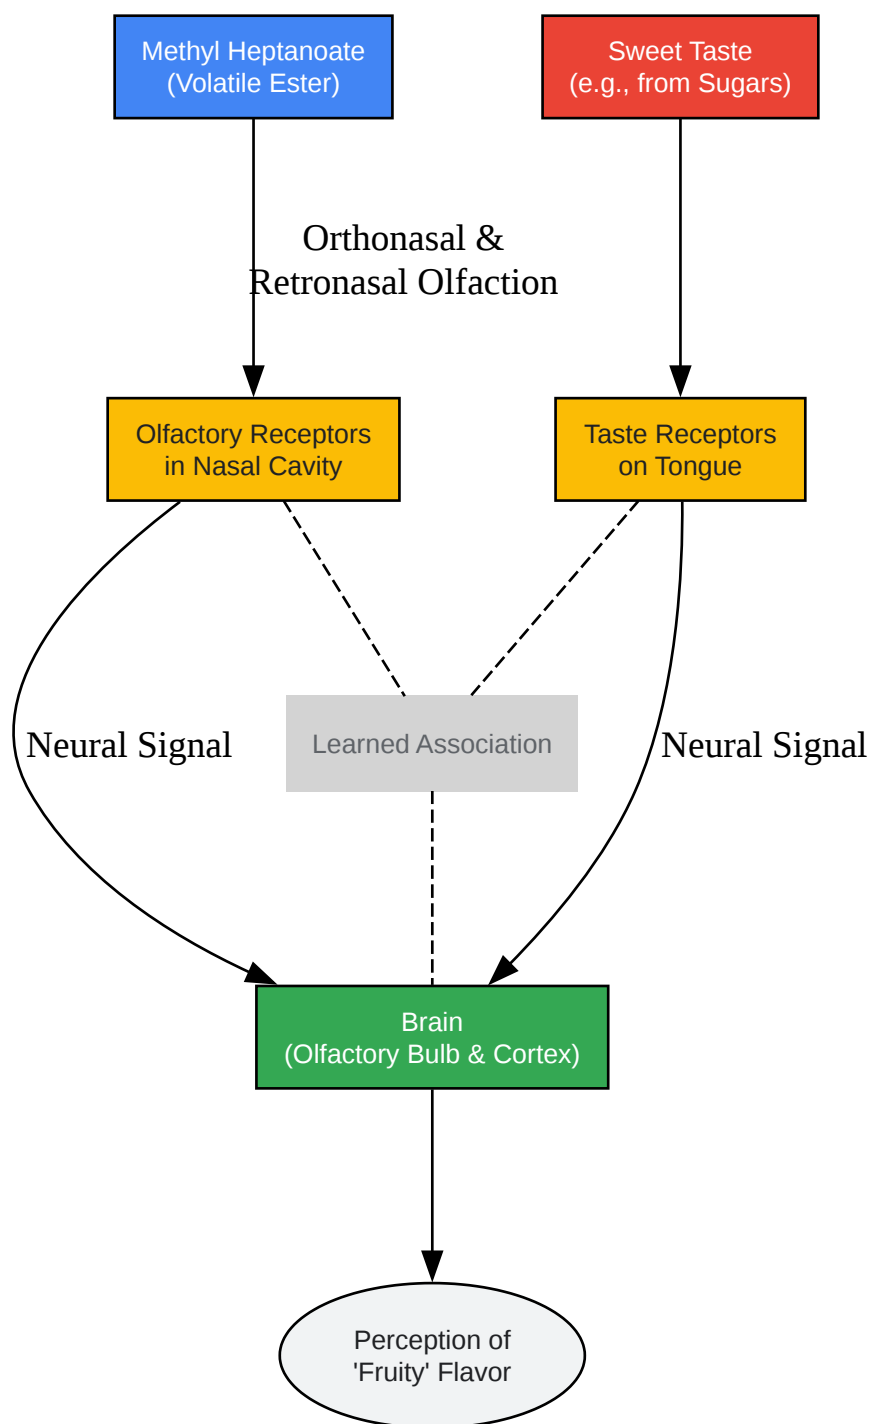 Methyl Heptanoate
(Volatile Ester)
Sweet Taste
(e.g., from Sugars)
Orthonasal &
Retronasal Olfaction
Olfactory Receptors
in Nasal Cavity
Taste Receptors
on Tongue
Neural Signal
Learned Association
Neural Signal
Brain
(Olfactory Bulb & Cortex)
Perception of
'Fruity' Flavor